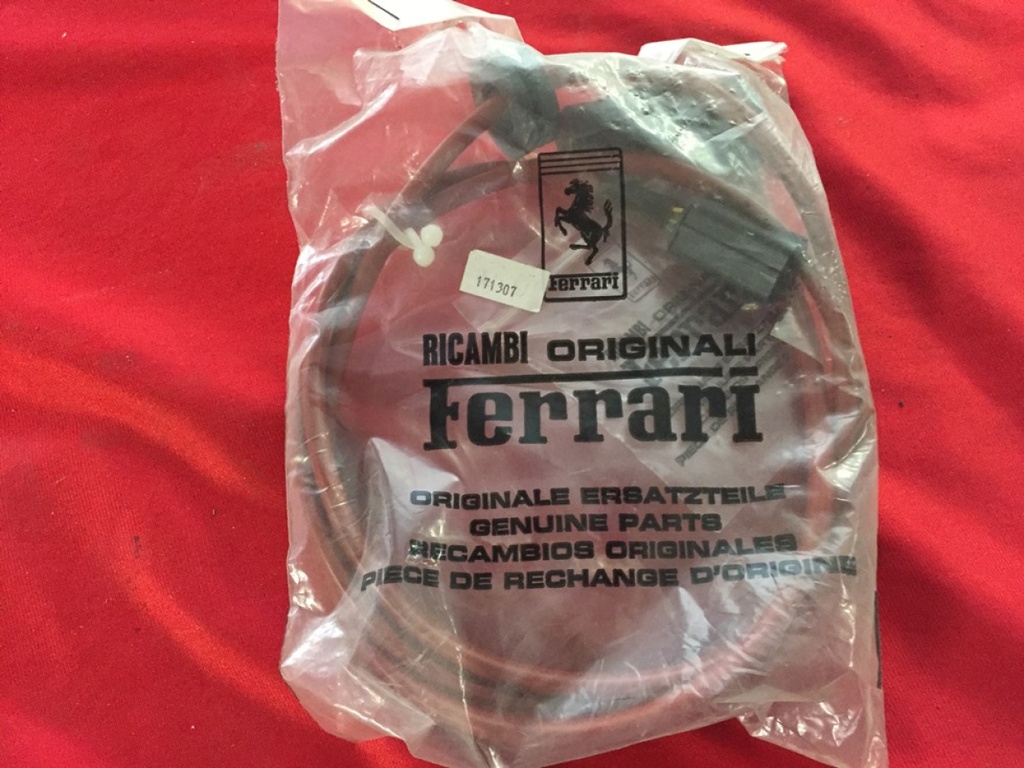 Ferrari
171307
RICAMBI ORIGINALI
Ferrari
ORIGINALE ERSATZTEILE
GENUINE PARTS
RECAMBIOS ORIGINALES
PIECE DE RECHANGE D'ORIGINE